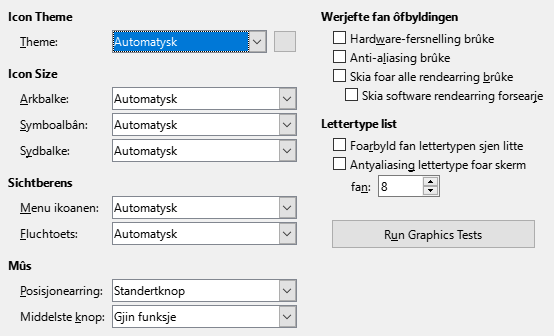 Icon Theme
Theme: Automatysk
Icon Size
Arkbalke: Automatysk
Symboalbân: Automatysk
Sydbalke: Automatysk
Sichtberens
Menu ikoanen: Automatysk
Fluchtoets: Automatysk
Mûs
Posisjonearring: Standertknop
Middelste knop: Gjin funksje
Werjefte fan ôfbyldingen
Hardware-fersnelling brûke
Anti-aliasing brûke
Skia foar alle rendearring brûke
Skia software rendearring forsearje
Lettertype list
Foarbyld fan lettertypen sjen litte
Antyaliasing lettertype foar skerm
fan: 8
Run Graphics Tests